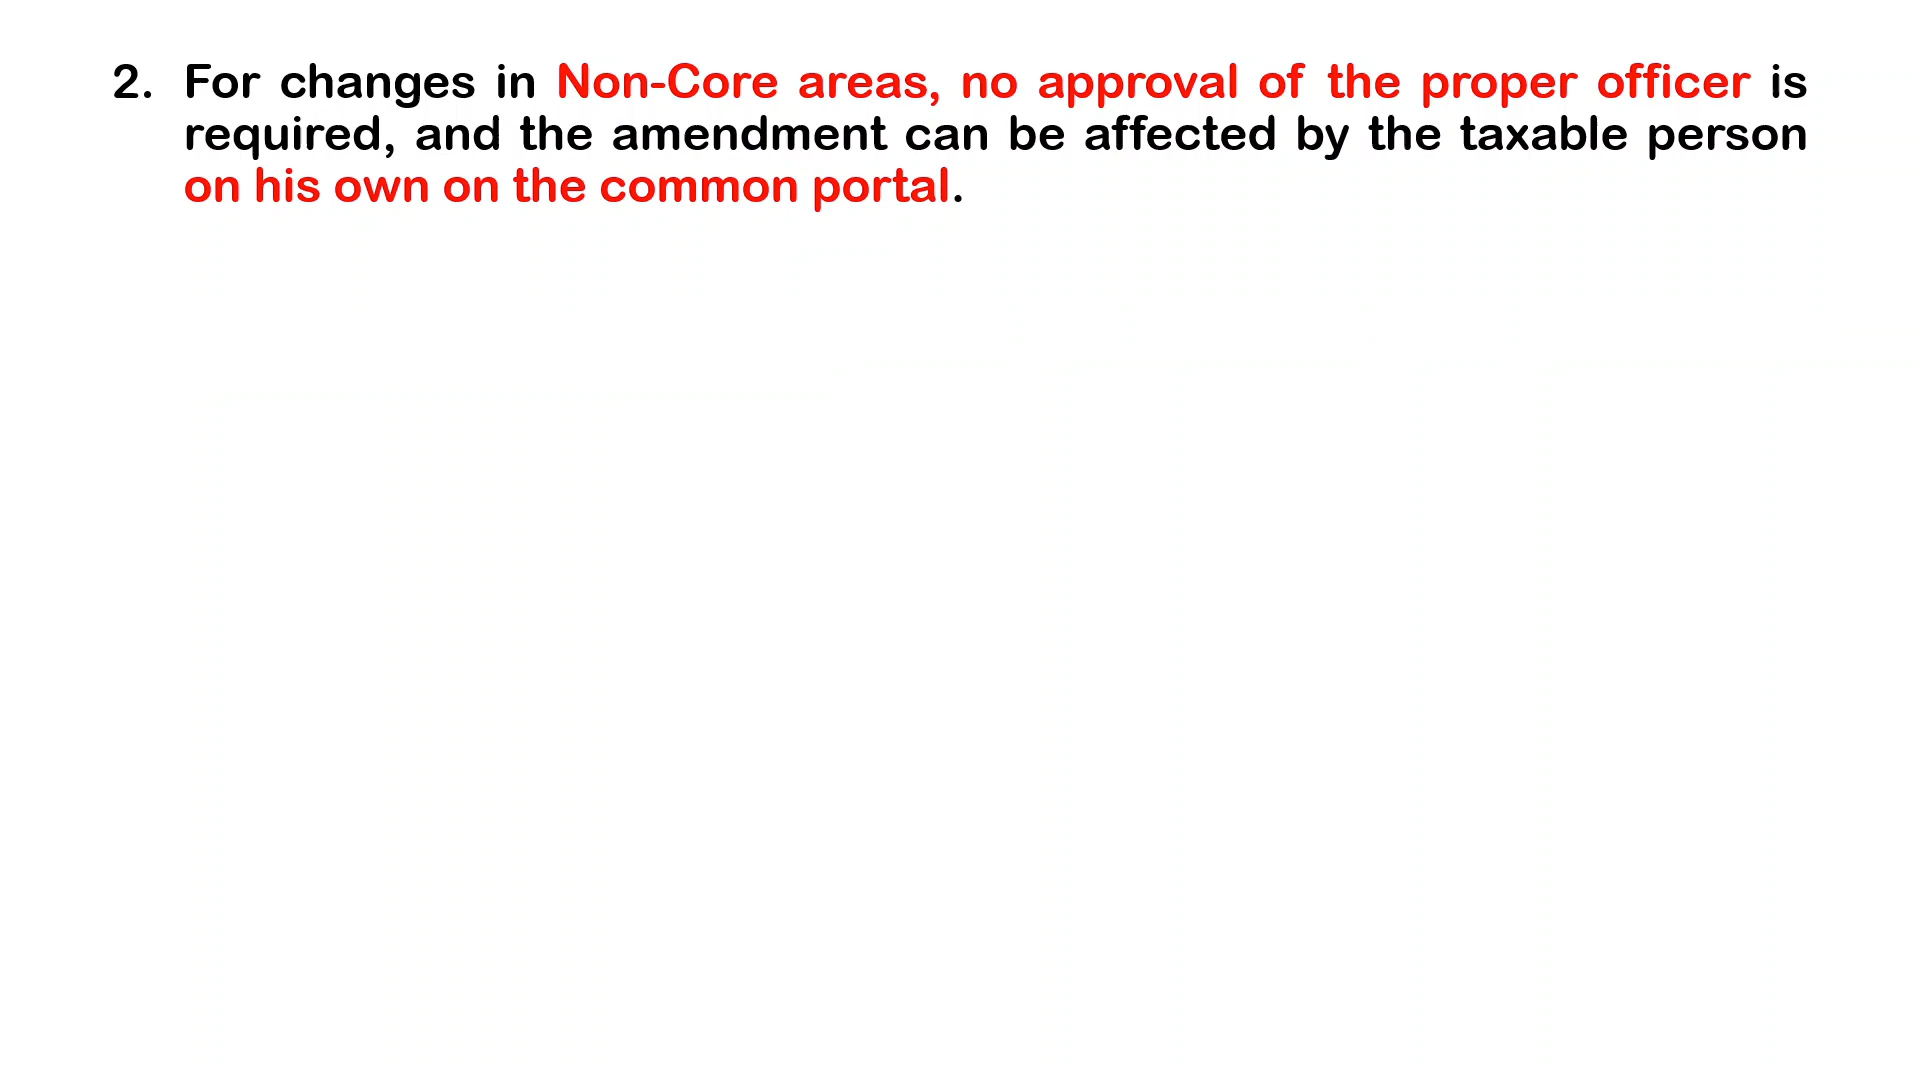 2. For changes in Non-Core areas, no approval of the proper officer is
required, and the amendment can be affected by the taxable person
on his own on the common portal.